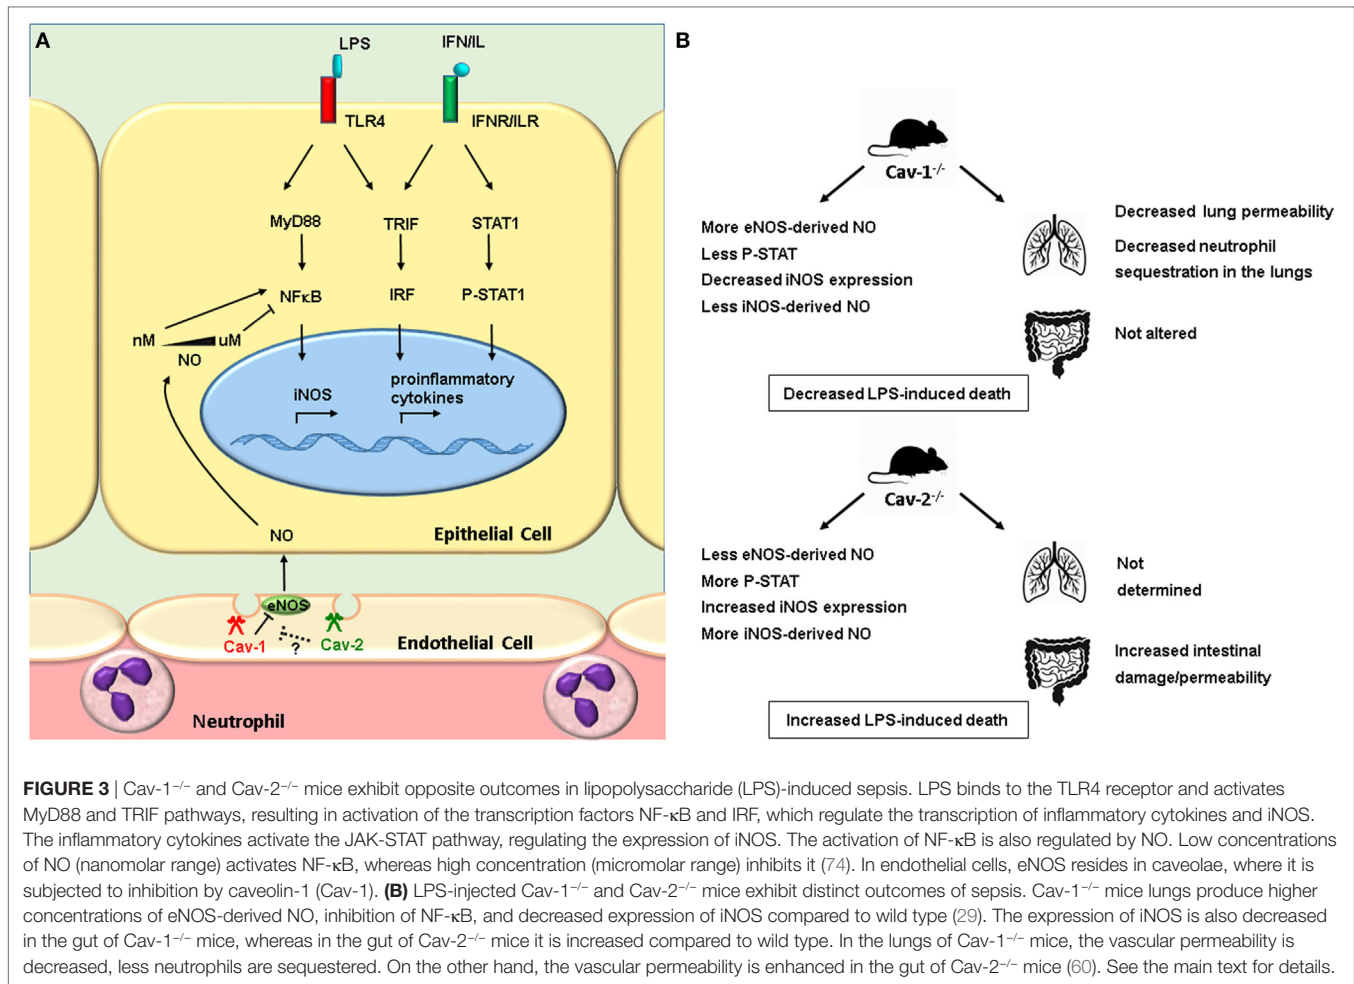 A
LPS
IFN/IL
TLR4
IFNR/ILR
MyD88
TRIF
STAT1
NFκB
IRF
P-STAT1
nM
uM
NO
iNOS
proinflammatory
cytokines
NO
Epithelial Cell
eNOS
Cav-1
?
Cav-2
Endothelial Cell
Neutrophil
B
Cav-1-/-
More eNOS-derived NO
Less P-STAT
Decreased iNOS expression
Less iNOS-derived NO
Decreased lung permeability
Decreased neutrophil
sequestration in the lungs
Not altered
Decreased LPS-induced death
Cav-2-/-
Less eNOS-derived NO
More P-STAT
Increased iNOS expression
More iNOS-derived NO
Not
determined
Increased intestinal
damage/permeability
Increased LPS-induced death
FIGURE 3 | Cav-1−/− and Cav-2−/− mice exhibit opposite outcomes in lipopolysaccharide (LPS)-induced sepsis. LPS binds to the TLR4 receptor and activates
MyD88 and TRIF pathways, resulting in activation of the transcription factors NF-κB and IRF, which regulate the transcription of inflammatory cytokines and iNOS.
The inflammatory cytokines activate the JAK-STAT pathway, regulating the expression of iNOS. The activation of NF-κB is also regulated by NO. Low concentrations
of NO (nanomolar range) activates NF-κB, whereas high concentration (micromolar range) inhibits it (74). In endothelial cells, eNOS resides in caveolae, where it is
subjected to inhibition by caveolin-1 (Cav-1). (B) LPS-injected Cav-1−/− and Cav-2−/− mice exhibit distinct outcomes of sepsis. Cav-1−/− mice lungs produce higher
concentrations of eNOS-derived NO, inhibition of NF-κB, and decreased expression of iNOS compared to wild type (29). The expression of iNOS is also decreased
in the gut of Cav-1−/− mice, whereas in the gut of Cav-2−/− mice it is increased compared to wild type. In the lungs of Cav-1−/− mice, the vascular permeability is
decreased, less neutrophils are sequestered. On the other hand, the vascular permeability is enhanced in the gut of Cav-2−/− mice (60). See the main text for details.